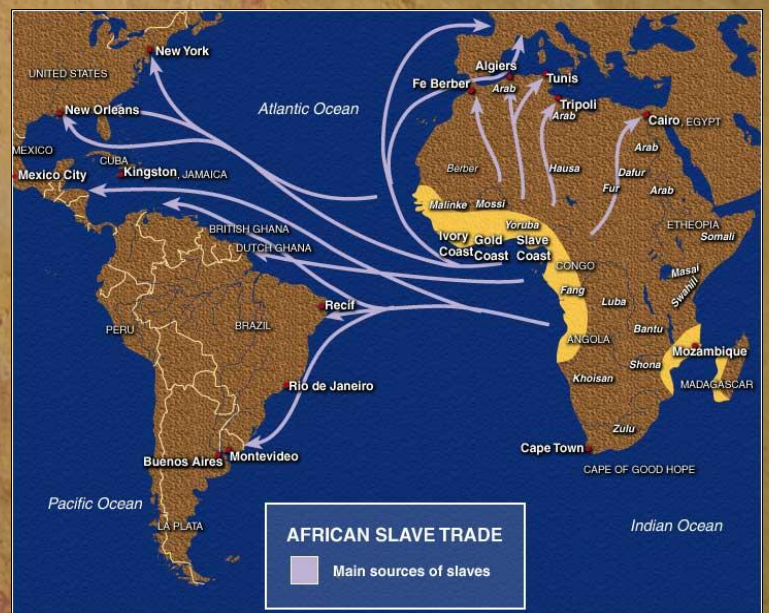 New York
UNITED STATES
New Orleans
Atlantic Ocean
MEXICO
CUBA
Mexico City
Kingston, JAMAICA
BRITISH GHANA
DUTCH GHANA
Recif
PERU
BRAZIL
Rio de Janeiro
Buenos Aires
Montevideo
Pacific Ocean
LA PLATA
Algiers
Tunis
Fe Berber
Arab
Tripoli
Arab
Cairo, EGYPT
Arab
Berber
Hausa
Dafur
Fur
Arab
Malinke
Mossi
Yoruba
ETHEOPIA
Somali
Ivory
Coast
Gold
Coast
Slave
Coast
CONGO
Fang
Masai
Swahili
Luba
Bantu
ANGOLA
Mozambique
Shona
MADAGASCAR
Khoisan
Zulu
Cape Town
CAPE OF GOOD HOPE
Indian Ocean
AFRICAN SLAVE TRADE
Main sources of slaves